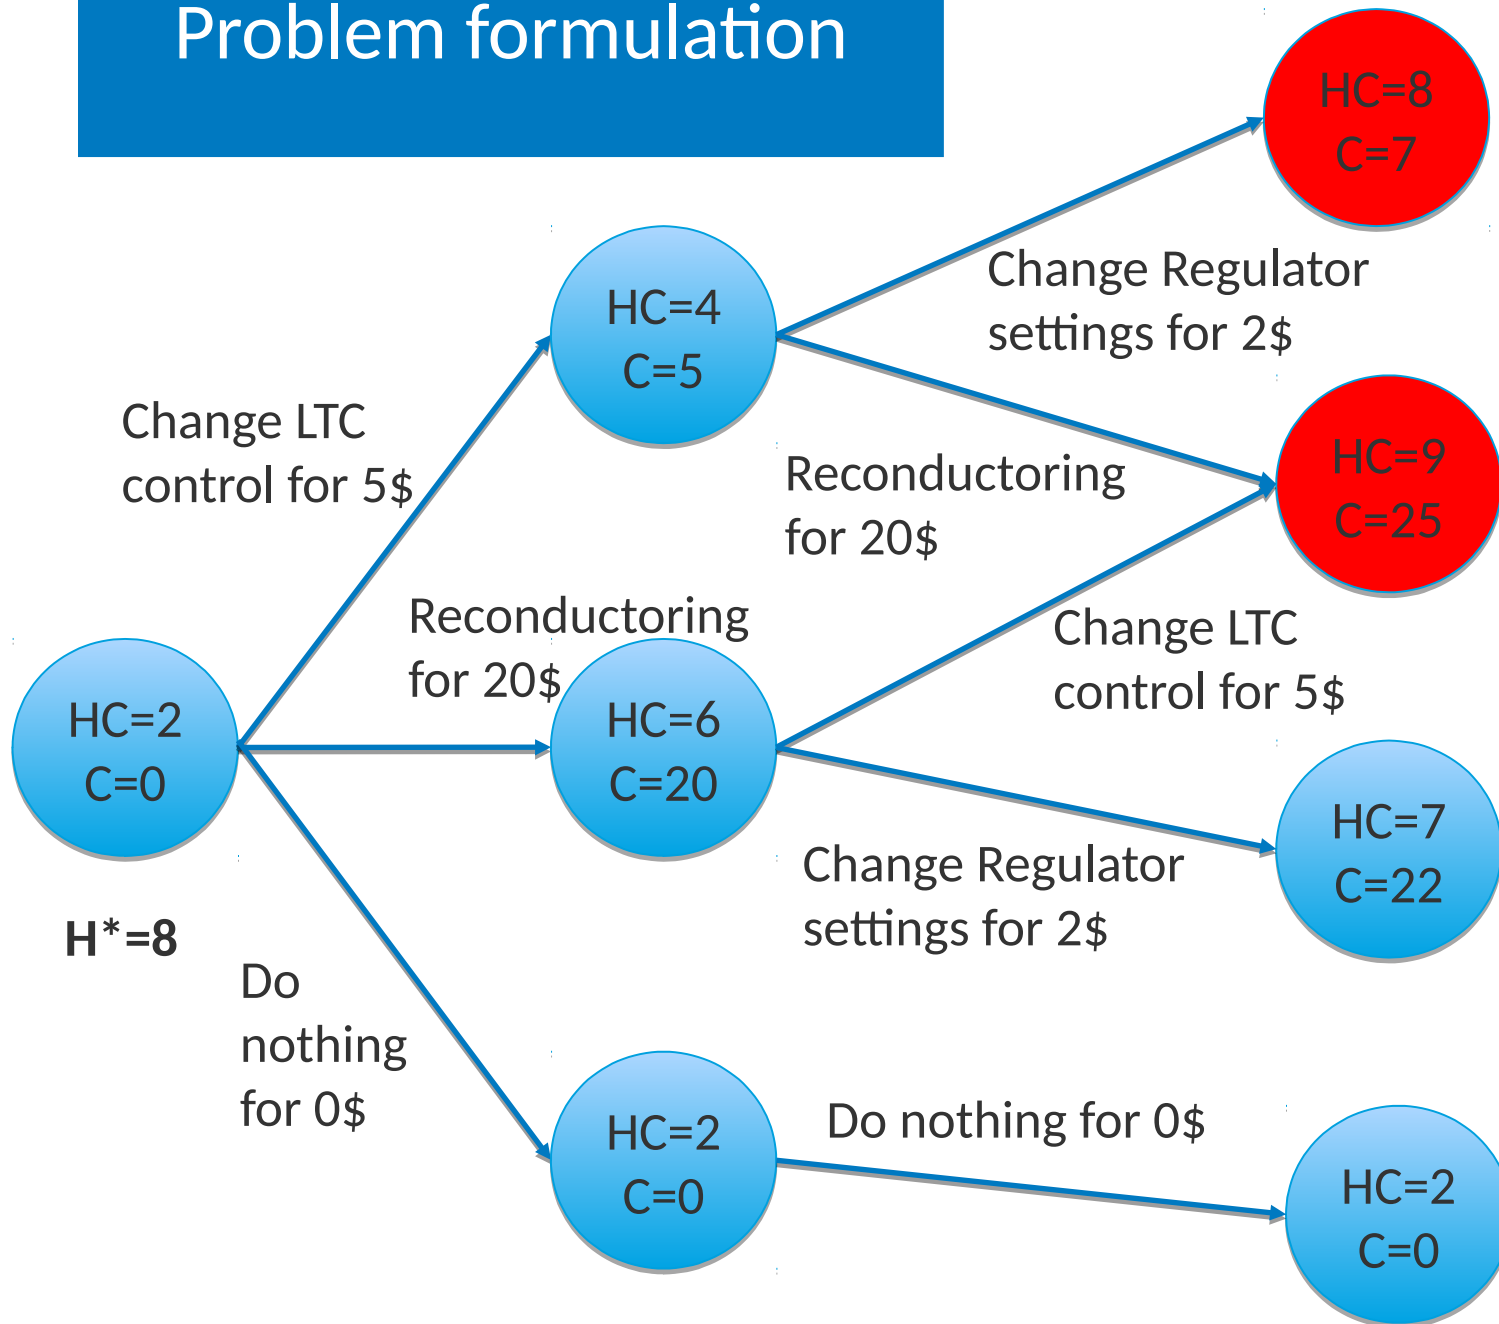 Problem formulation
HC=8
C=7
HC=4
C=5
Change Regulator
settings for 2$
Change LTC
control for 5$
HC=9
C=25
Reconductoring
for 20$
Reconductoring
for 20$
Change LTC
control for 5$
HC=2
C=0
HC=6
C=20
HC=7
C=22
Change Regulator
settings for 2$
H*=8
Do
nothing
for 0$
HC=2
C=0
Do nothing for 0$
HC=2
C=0